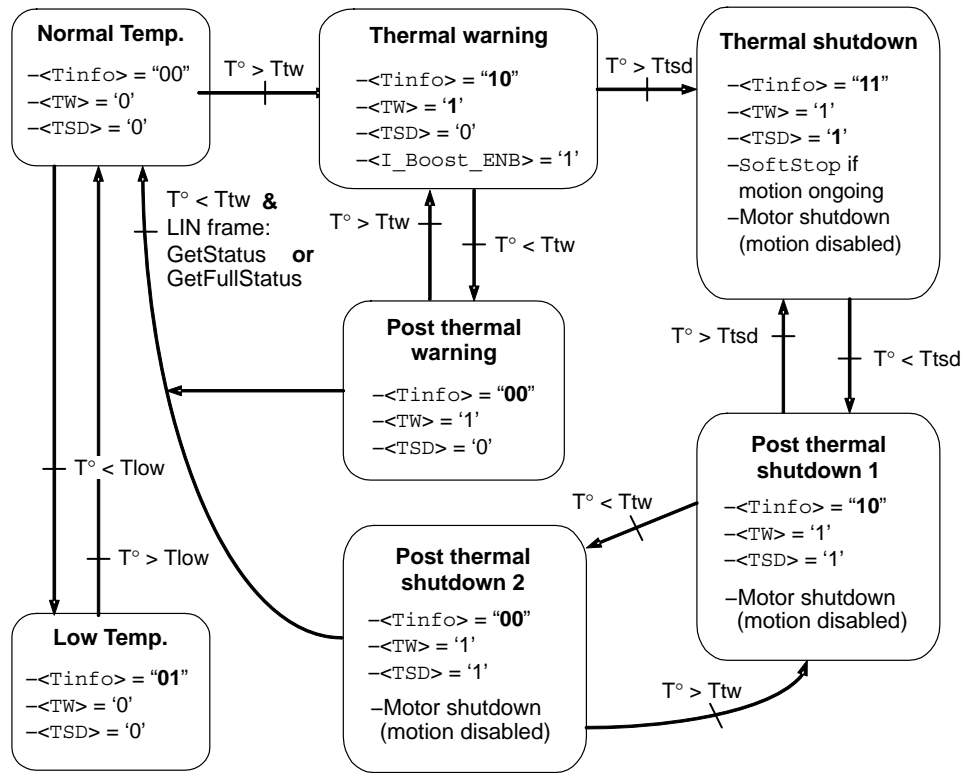 Normal Temp.
–<Tinfo> = “00”
–<TW> = ‘0’
–<TSD> = ‘0’
T° > Ttw
Thermal warning
–<Tinfo> = “10”
–<TW> = ‘1’
–<TSD> = ‘0’
–<I_Boost_ENB> = ‘1’
T° > Ttsd
Thermal shutdown
–<Tinfo> = “11”
–<TW> = ‘1’
–<TSD> = ‘1’
–SoftStop if
motion ongoing
–Motor shutdown
(motion disabled)
T° < Ttw &
LIN frame:
GetStatus or
GetFullStatus
T° > Ttw
T° < Ttw
Post thermal
warning
–<Tinfo> = “00”
–<TW> = ‘1’
–<TSD> = ‘0’
T° > Ttsd
T° < Ttsd
Post thermal
shutdown 1
–<Tinfo> = “10”
–<TW> = ‘1’
–<TSD> = ‘1’
–Motor shutdown
(motion disabled)
T° < Ttw
Post thermal
shutdown 2
–<Tinfo> = “00”
–<TW> = ‘1’
–<TSD> = ‘1’
–Motor shutdown
(motion disabled)
T° > Ttw
T° < Tlow
T° > Tlow
Low Temp.
–<Tinfo> = “01”
–<TW> = ‘0’
–<TSD> = ‘0’